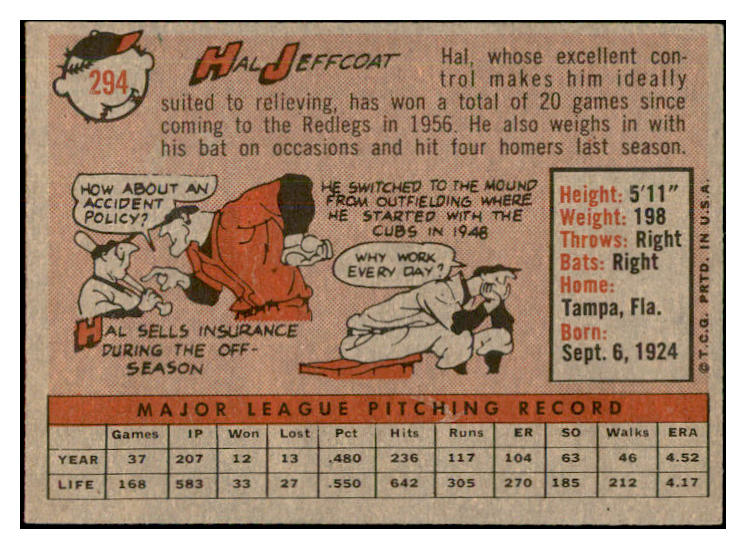 294
HAL JEFFCOAT
Hal, whose excellent con-
trol makes him ideally
suited to relieving, has won a total of 20 games since
coming to the Redlegs in 1956. He also weighs in with
his bat on occasions and hit four homers last season.
HOW ABOUT AN
ACCIDENT
POLICY?
HAL SELLS INSURANCE
DURING THE OFF-
SEASON
HE SWITCHED TO THE MOUND
FROM OUTFIELDING WHERE
HE STARTED WITH THE
CUBS IN 1948
WHY WORK
EVERY DAY?
Height: 5'11"
Weight: 198
Throws: Right
Bats: Right
Home:
Tampa, Fla.
Born:
Sept. 6, 1924
© T.C.G. PRTD. IN U.S.A.
MAJOR LEAGUE PITCHING RECORD
Games IP Won Lost Pct Hits Runs ER SO Walks ERA
YEAR 37 207 12 13 .480 236 117 104 63 46 4.52
LIFE 168 583 33 27 .550 642 305 270 185 212 4.17